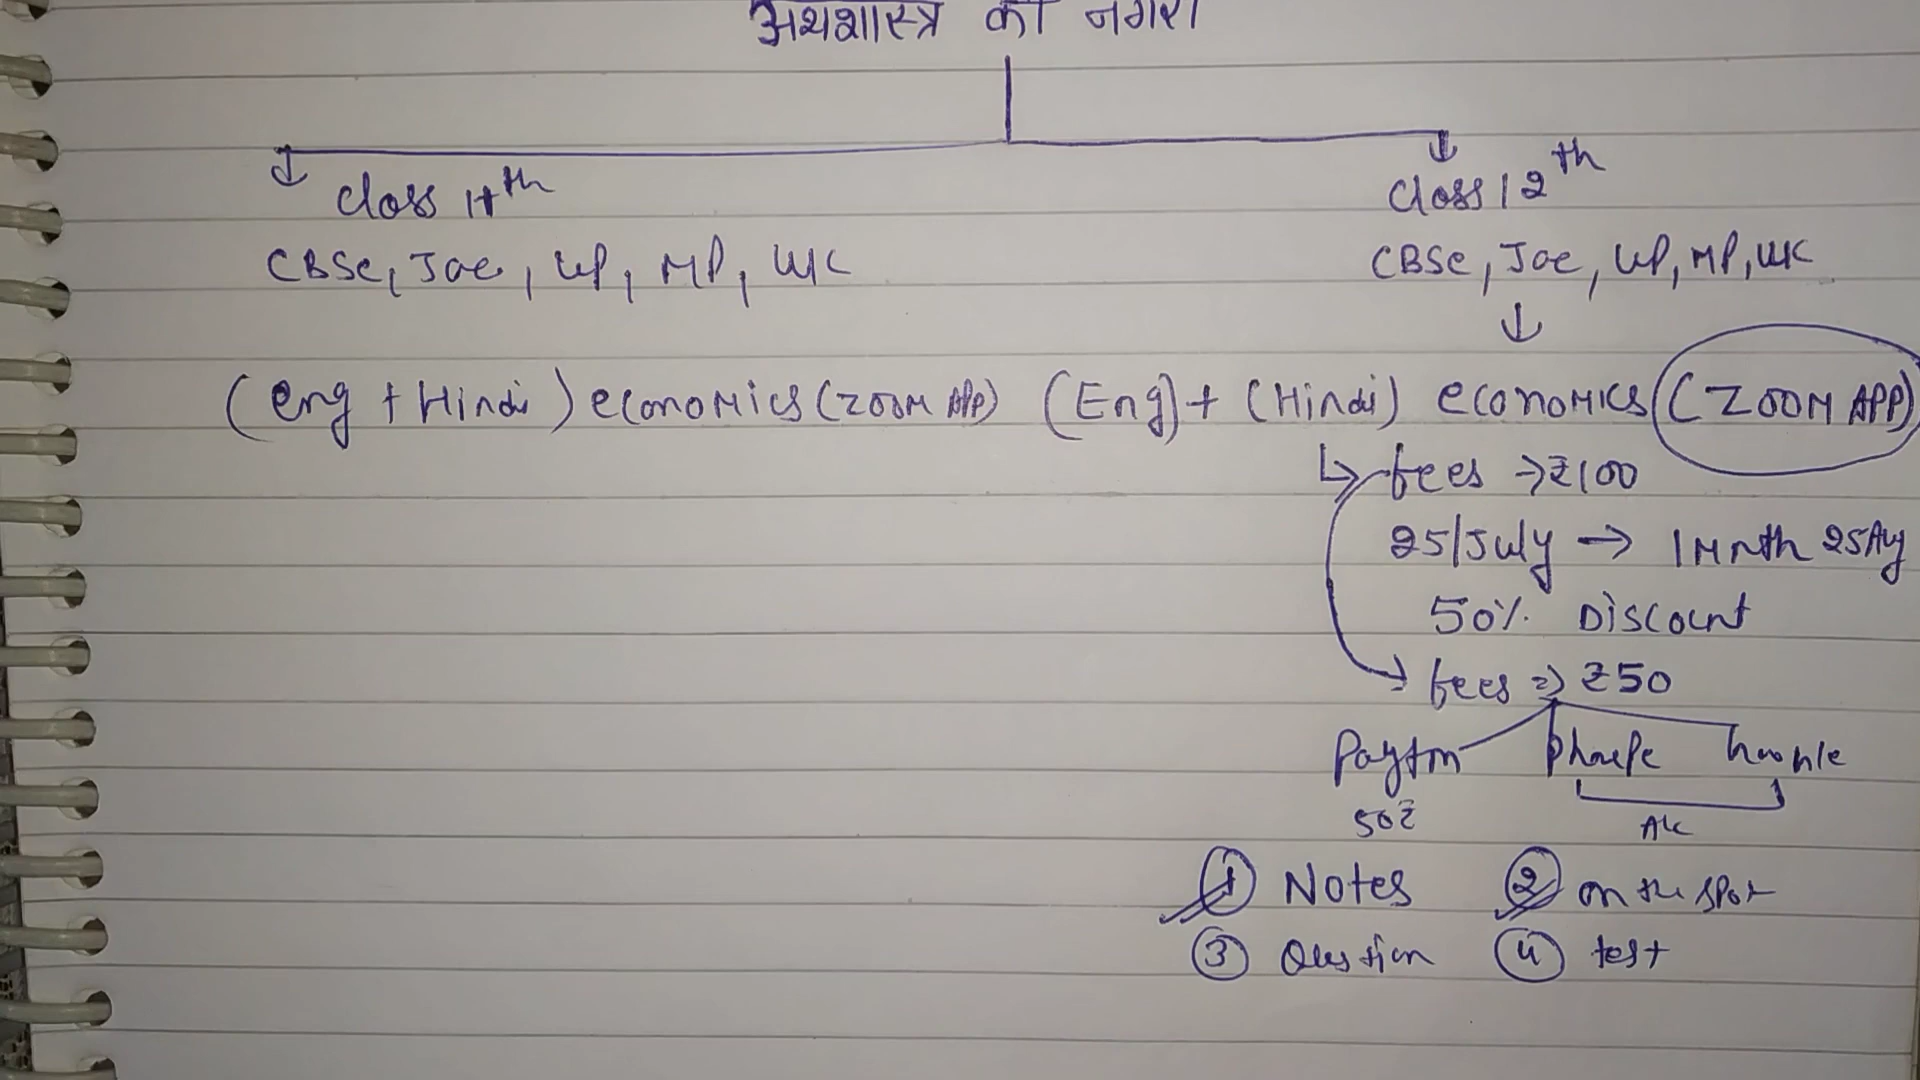 अर्थशास्त्र की नगरी
Class 11th
Class 12th
CBSE, Jac, UP, MP, UK
CBSE, Jac, UP, MP, UK
(Eng + Hindi) economics (ZOOM APP)
(Eng) + (Hindi) economics (ZOOM APP)
fees → ₹100
25/July → 1 Mnth 25 Aug
50% Discount
fees ⇒ ₹50
Paytm Phonepe
50₹
① Notes ② on the spot
③ Question ④ test